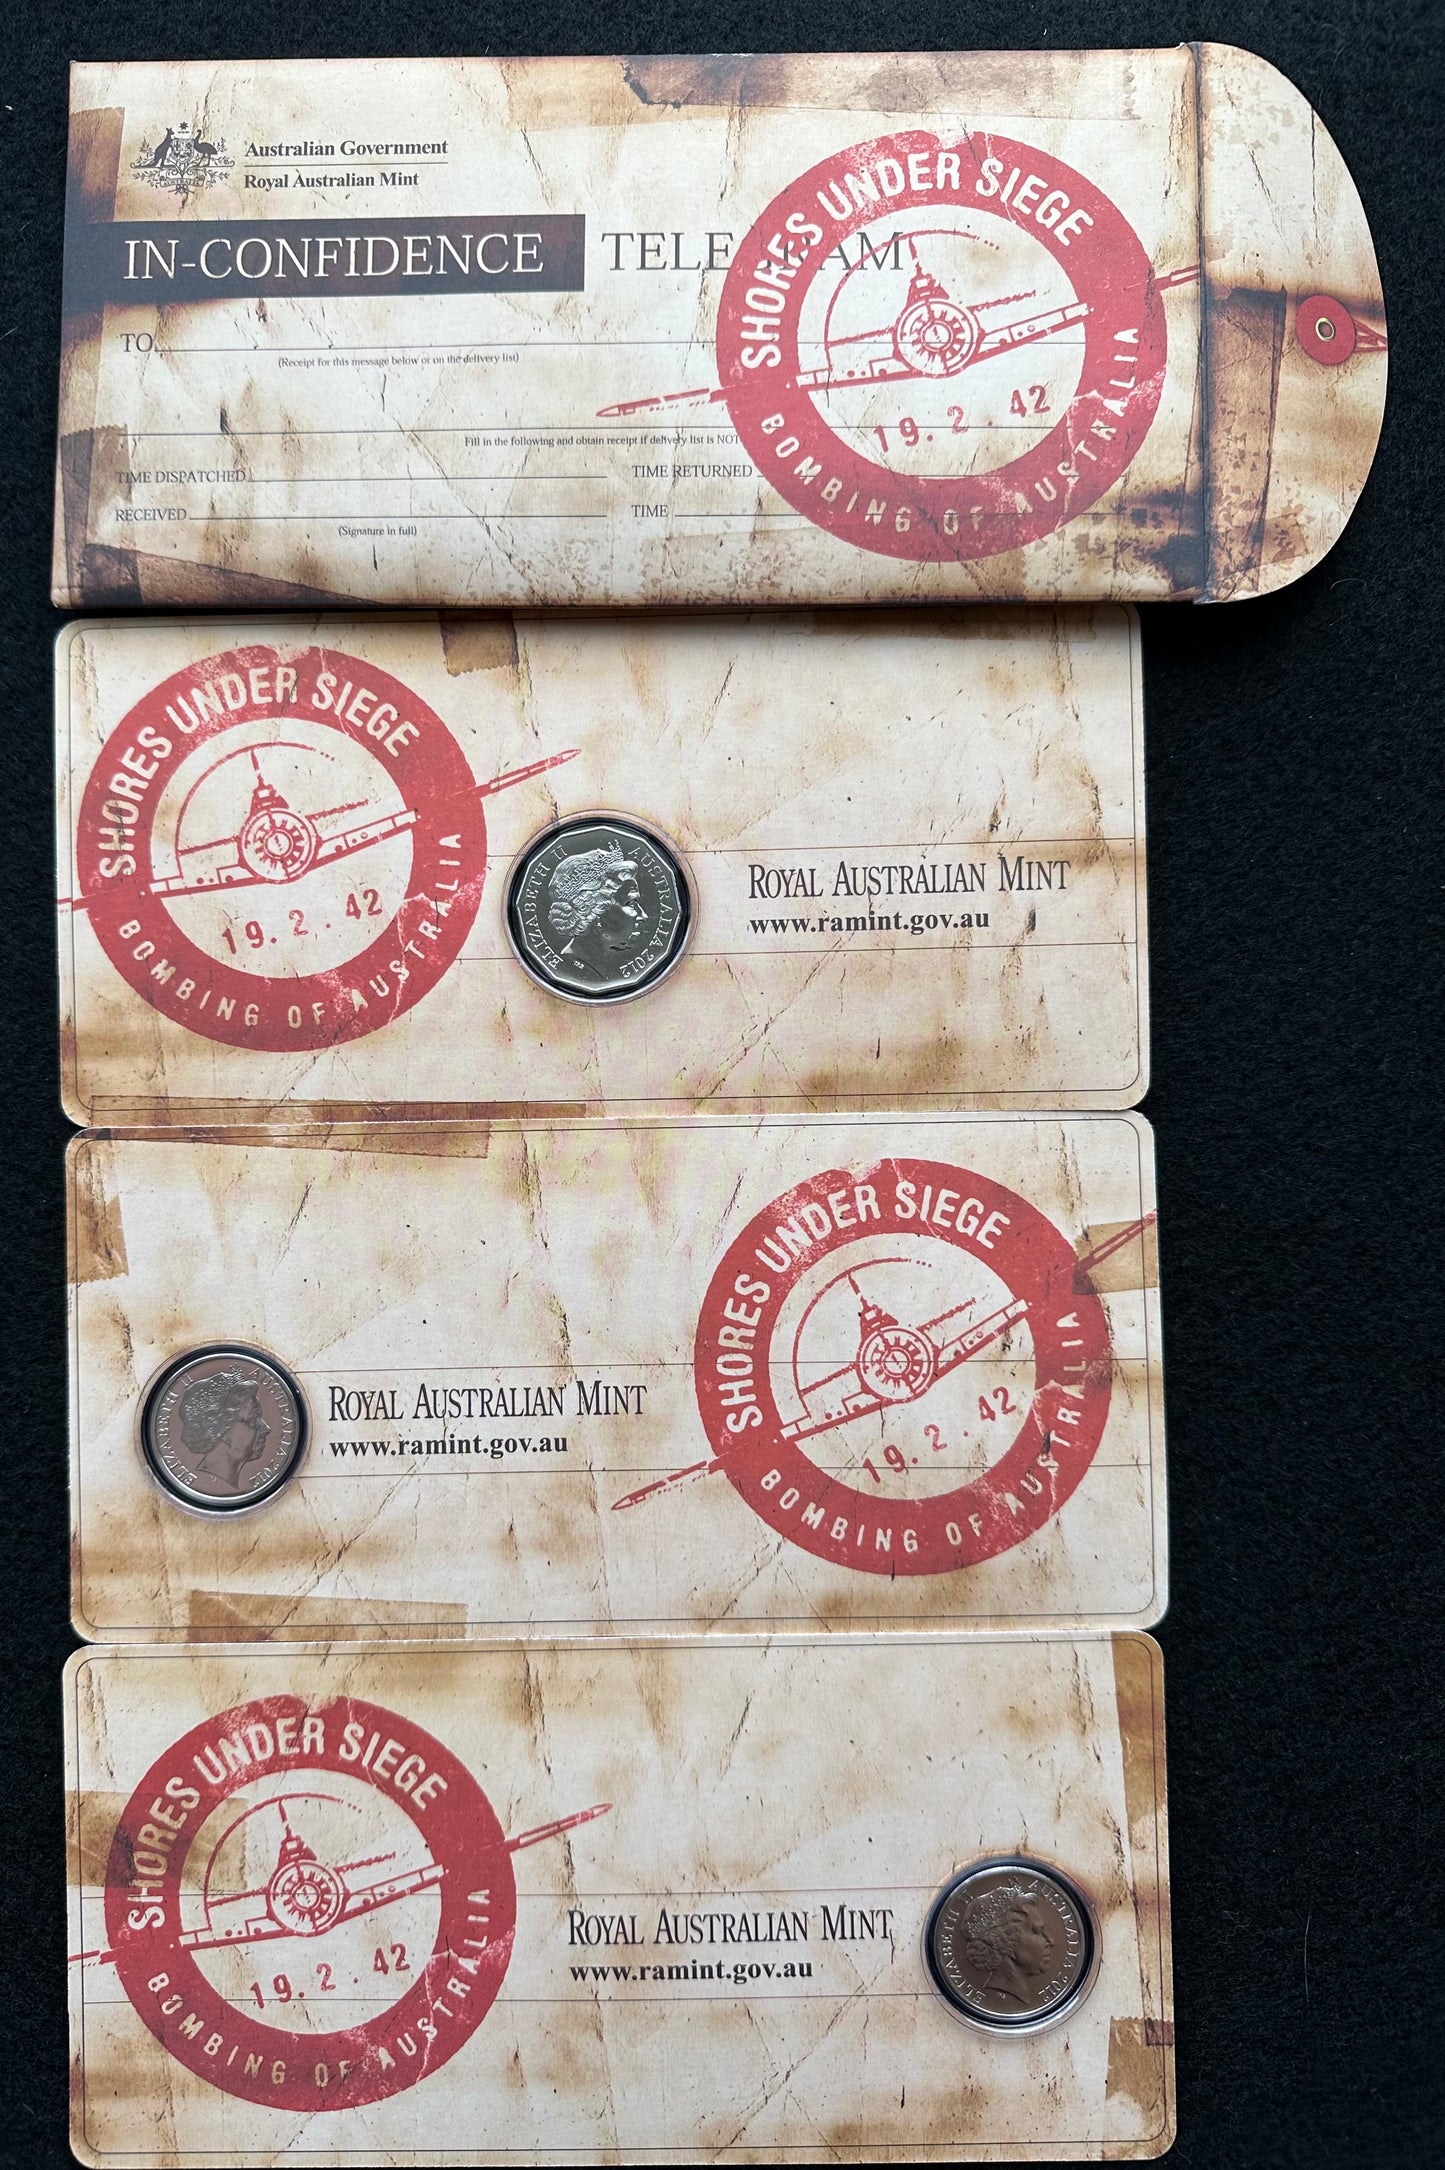 Australian Government
Royal Australian Mint
IN-CONFIDENCE TELE AM
SHORES UNDER SIEGE
19.2.42
BOMBING OF AUSTRALIA
TO
(Receipt for this message below or on the delivery list)
Fill in the following and obtain receipt if delivery list is NOT
TIME DISPATCHED
TIME RETURNED
RECEIVED
TIME
(Signature in full)
SHORES UNDER SIEGE
19.2.42
BOMBING OF AUSTRALIA
ELIZABETH II AUSTRALIA 2012
ROYAL AUSTRALIAN MINT
www.ramint.gov.au
ELIZABETH II AUSTRALIA 2012
ROYAL AUSTRALIAN MINT
www.ramint.gov.au
SHORES UNDER SIEGE
19.2.42
BOMBING OF AUSTRALIA
SHORES UNDER SIEGE
19.2.42
BOMBING OF AUSTRALIA
ROYAL AUSTRALIAN MINT
www.ramint.gov.au
ELIZABETH II AUSTRALIA 2012